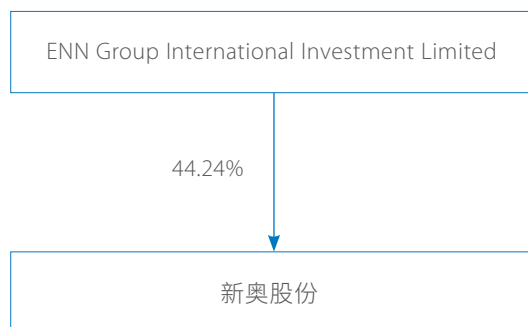 ENN Group International Investment Limited
44.24%
新奥股份